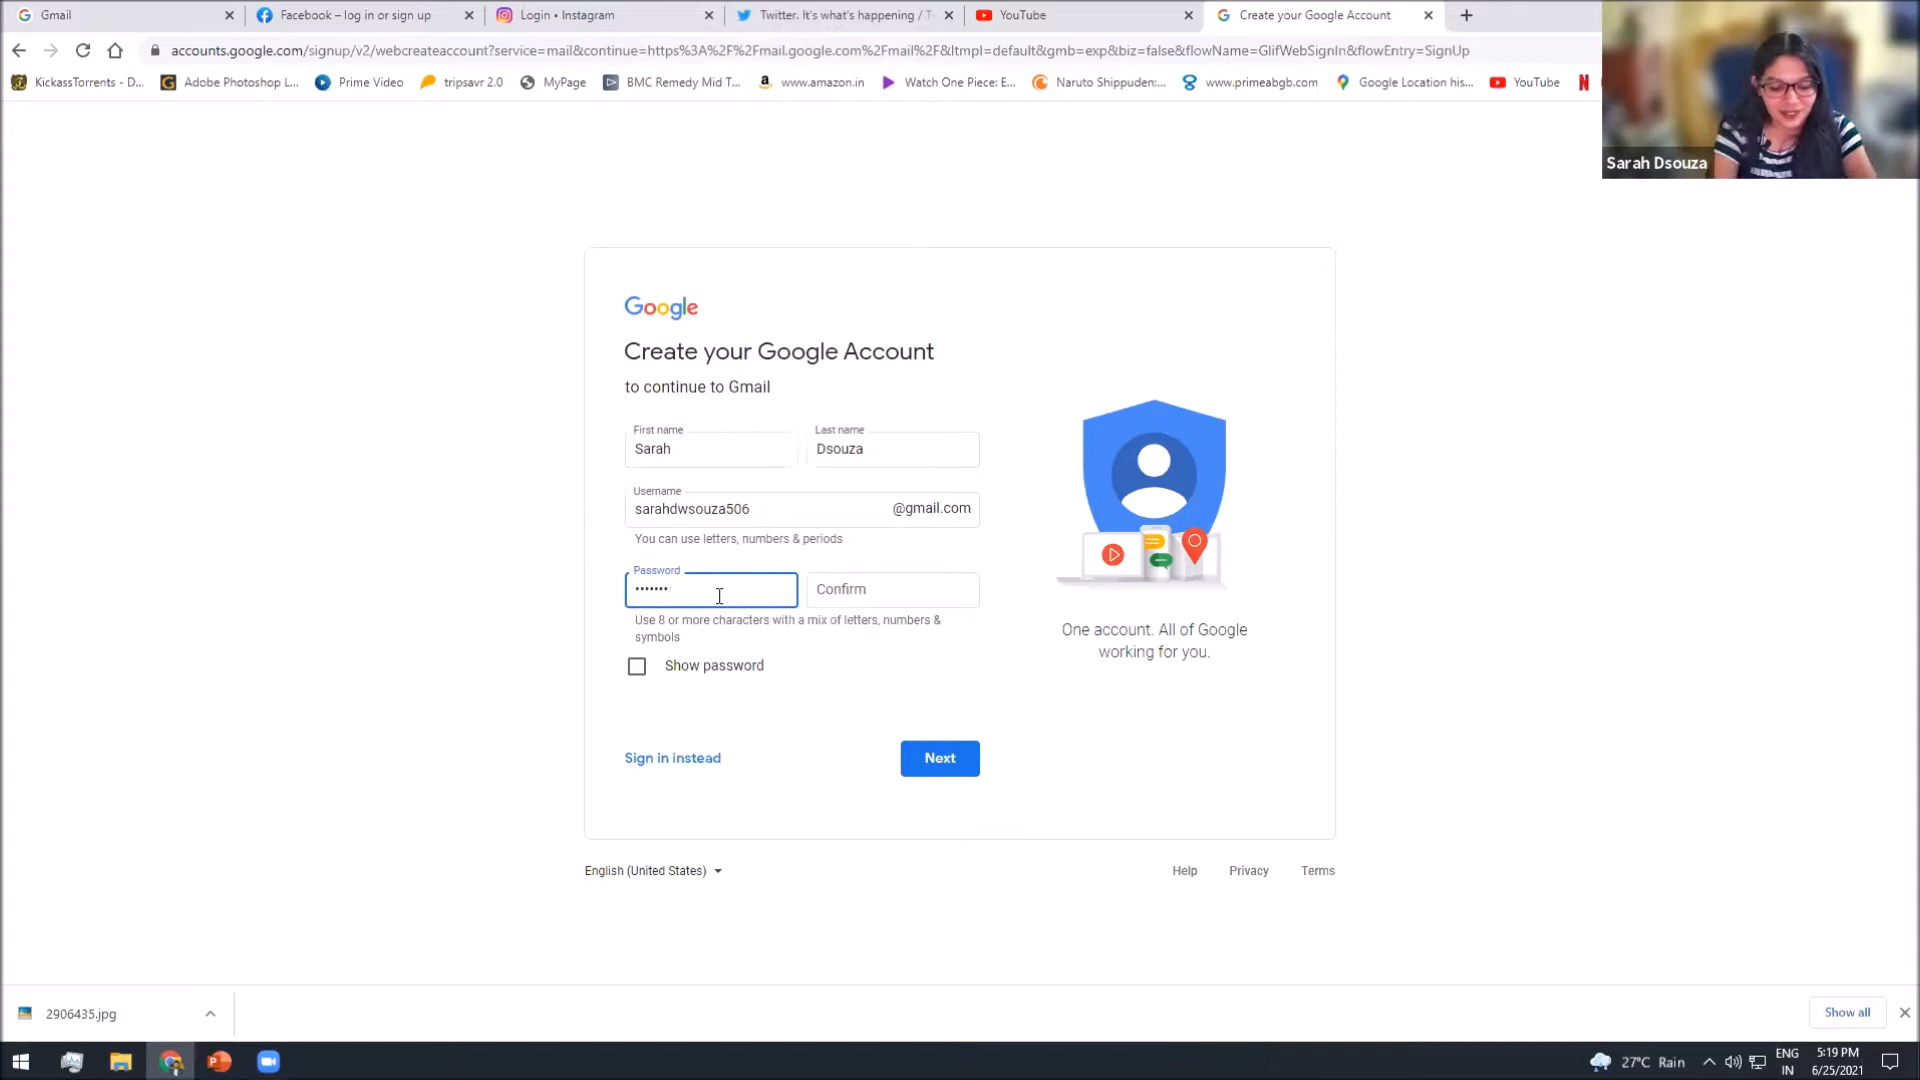 Gmail
Facebook – log in or sign up
Login • Instagram
Twitter. It's what's happening / T
YouTube
Create your Google Account
accounts.google.com/signup/v2/webcreateaccount?service=mail&continue=https%3A%2F%2Fmail.google.com%2Fmail%2F&ltmpl=default&gmb=exp&biz=false&flowName=GlifWebSignIn&flowEntry=SignUp
KickassTorrents - D...
Adobe Photoshop L...
Prime Video
tripsavr 2.0
MyPage
BMC Remedy Mid T...
www.amazon.in
Watch One Piece: E...
Naruto Shippuden:...
www.primeabgb.com
Google Location his...
YouTube
Sarah Dsouza
Google
Create your Google Account
to continue to Gmail
First name
Last name
Sarah
Dsouza
Username
sarahdwsouza506
@gmail.com
You can use letters, numbers & periods
Password
•••••••
Confirm
Use 8 or more characters with a mix of letters, numbers &
symbols
Show password
Sign in instead
Next
One account. All of Google
working for you.
English (United States)
Help
Privacy
Terms
2906435.jpg
Show all
27°C Rain
ENG
IN
5:19 PM
6/25/2021